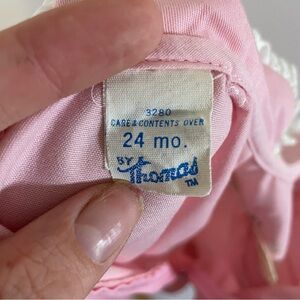 3280
CARE & CONTENTS OVER
24 mo.
BY
Thomas
TM